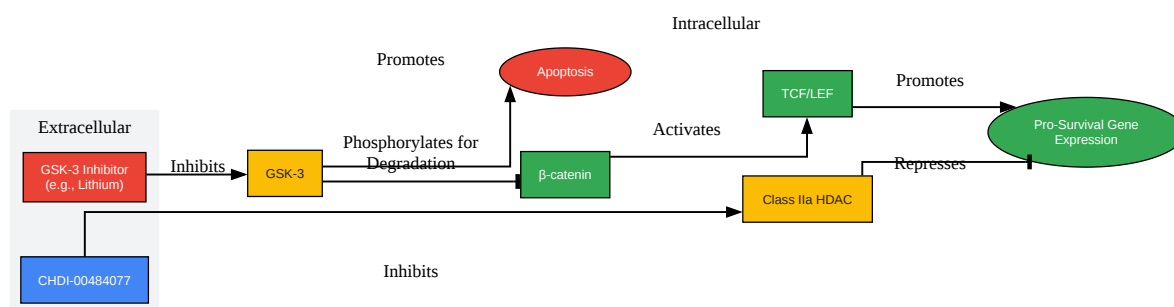 Intracellular
Promotes
Apoptosis
TCF/LEF
Promotes
Extracellular
Phosphorylates for
Degradation
Activates
Pro-Survival Gene
Expression
GSK-3 Inhibitor
(e.g., Lithium)
Inhibits
GSK-3
β-catenin
Represses
Class IIa HDAC
CHDI-00484077
Inhibits